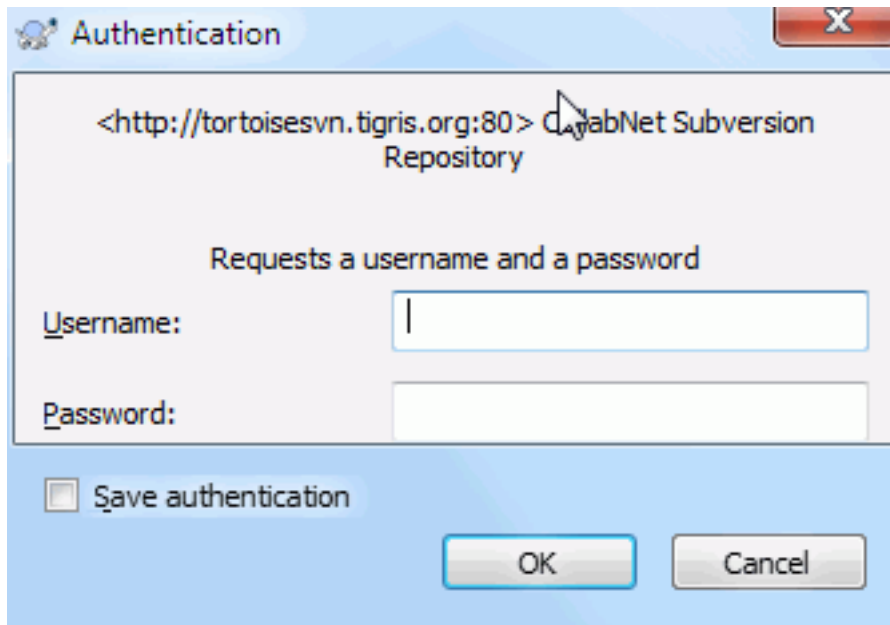 Authentication
<http://tortoisesvn.tigris.org:80> Subversion
Repository
Requests a username and a password
Username:
Password:
Save authentication
OK
Cancel